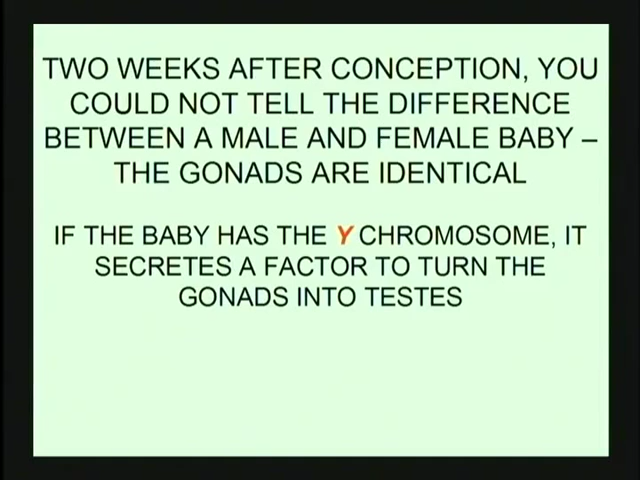 TWO WEEKS AFTER CONCEPTION, YOU
COULD NOT TELL THE DIFFERENCE
BETWEEN A MALE AND FEMALE BABY –
THE GONADS ARE IDENTICAL
IF THE BABY HAS THE Y CHROMOSOME, IT
SECRETES A FACTOR TO TURN THE
GONADS INTO TESTES